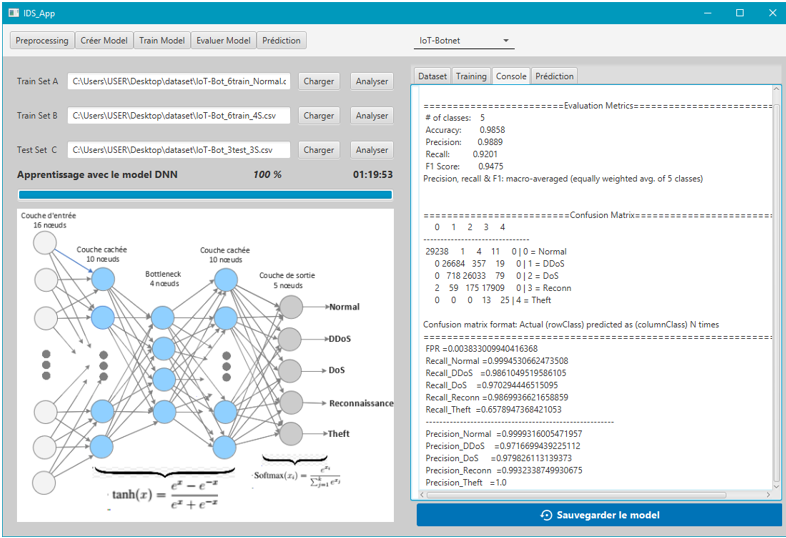 IDS_App
Preprocessing Créer Model Train Model Evaluer Model Prédiction IoT-Botnet
Train Set A C:\Users\USER\Desktop\dataset\IoT-Bot_6train_Normal.c Charger Analyser
Train Set B C:\Users\USER\Desktop\dataset\IoT-Bot_6train_4S.csv Charger Analyser
Test Set C C:\Users\USER\Desktop\dataset\IoT-Bot_3test_3S.csv Charger Analyser
Apprentissage avec le model DNN 100 % 01:19:53
Couche d'entrée
16 nœuds
Couche cachée
10 nœuds
Bottleneck
4 nœuds
Couche cachée
10 nœuds
Couche de sortie
5 nœuds
Normal
DDoS
DoS
Reconnaissance
Theft
tanh(x) = (e^x − e^−x) / (e^x + e^−x)
Softmax(x_i) = e^x_i / ∑_{j=1}^k e^x_j
Dataset Training Console Prédiction
========================Evaluation Metrics========================
# of classes: 5
Accuracy: 0.9858
Precision: 0.9889
Recall: 0.9201
F1 Score: 0.9475
Precision, recall & F1: macro-averaged (equally weighted avg. of 5 classes)
=========================Confusion Matrix=========================
0 1 2 3 4
--------------------------------
29238 1 4 11 0 | 0 = Normal
0 26684 357 19 0 | 1 = DDoS
0 718 26033 79 0 | 2 = DoS
2 59 175 17909 0 | 3 = Reconn
0 0 0 13 25 | 4 = Theft
Confusion matrix format: Actual (rowClass) predicted as (columnClass) N times
==================================================================
FPR =0.003833009940416368
Recall_Normal =0.9994530662473508
Recall_DDoS =0.9861049519586105
Recall_DoS =0.970294446515095
Recall_Reconn =0.9869936621658859
Recall_Theft =0.6578947368421053
--------------------------------------------------------
Precision_Normal =0.9999316005471957
Precision_DDoS =0.9716699439225112
Precision_DoS =0.979826113139373
Precision_Reconn =0.9932338749930675
Precision_Theft =1.0
Sauvegarder le model